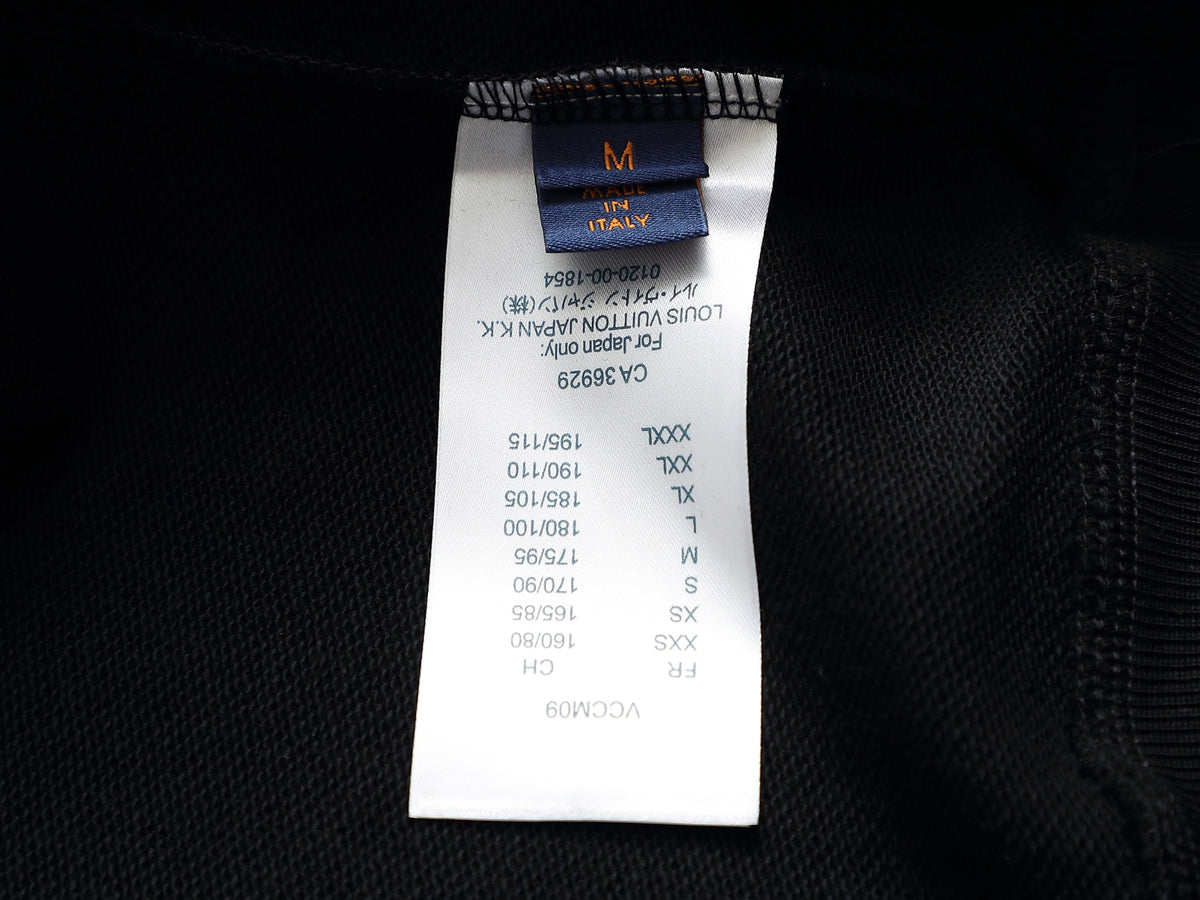 M
MADE
IN
ITALY
VCCM09
FR CH
XXS 160/80
XS 165/85
S 170/90
M 175/95
L 180/100
XL 185/105
XXL 190/110
XXXL 195/115
CA 36929
For Japan only:
LOUIS VUITTON JAPAN K.K.
ルイ・ヴィトン ジャパン(株)
0120-00-1854